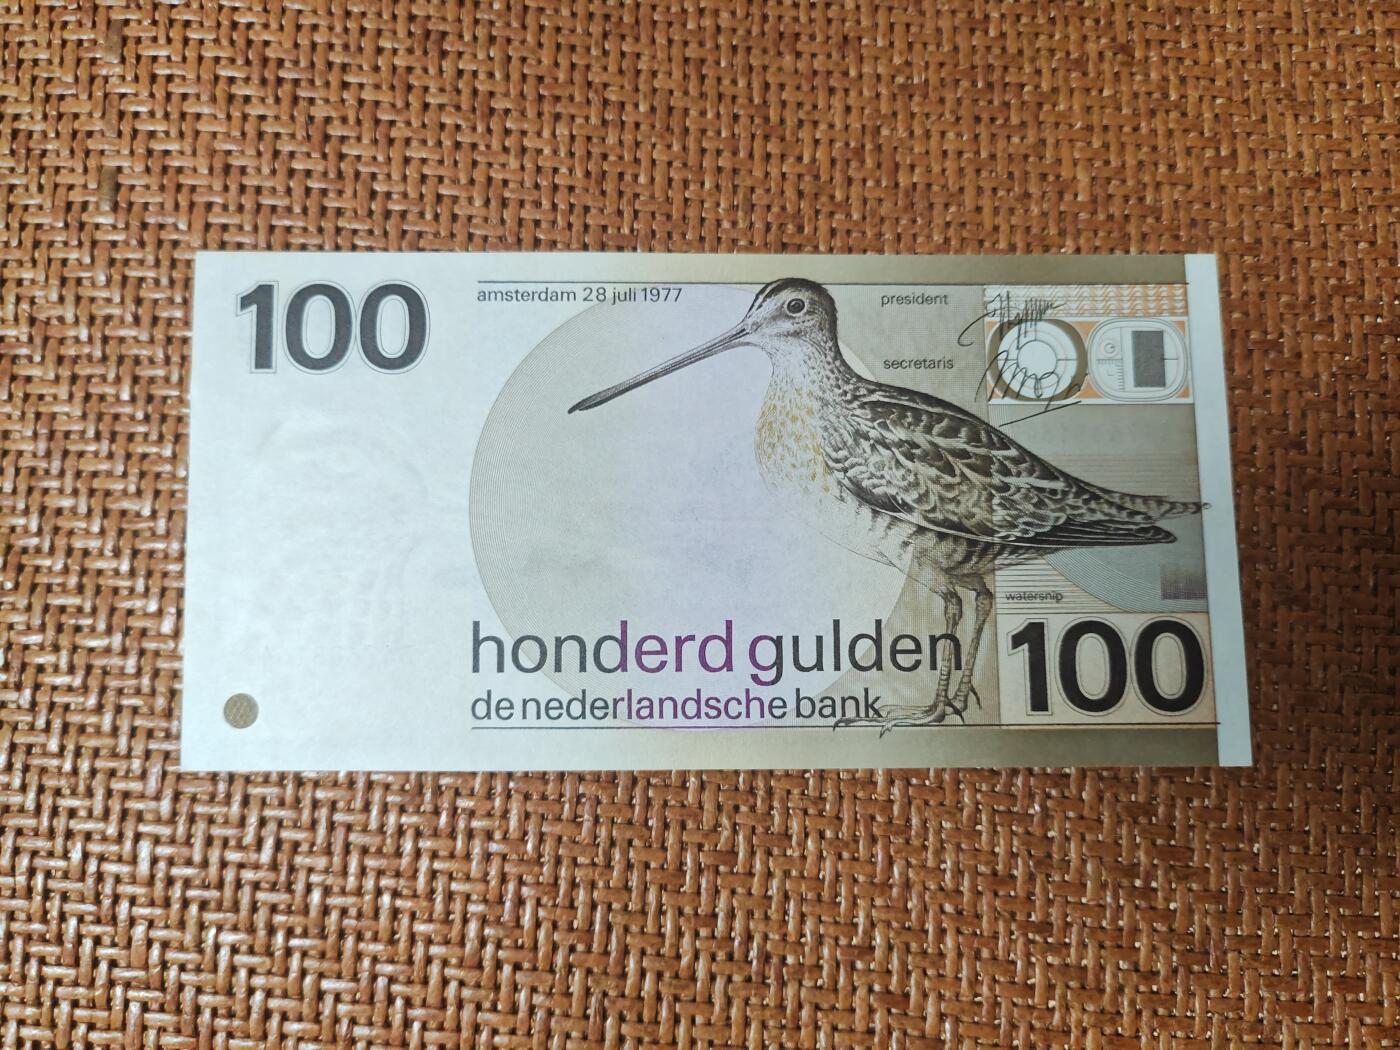 100
amsterdam 28 juli 1977
president
secretaris
watersnip
honderd gulden
de nederlandsche bank
100